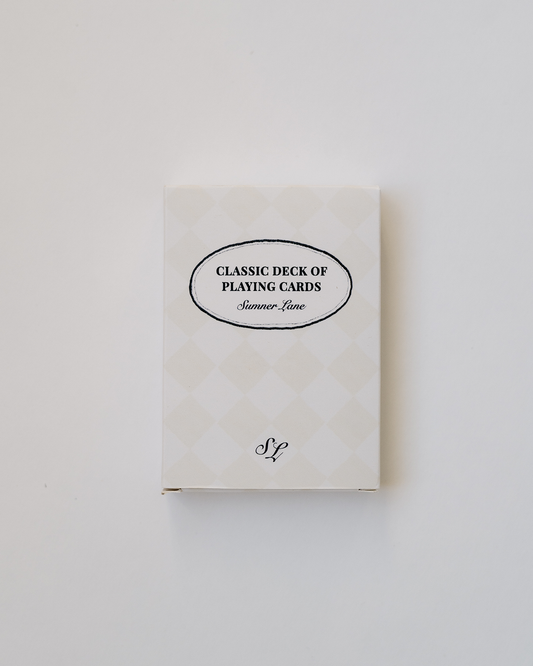 CLASSIC DECK OF
PLAYING CARDS
Sumner Lane
SL